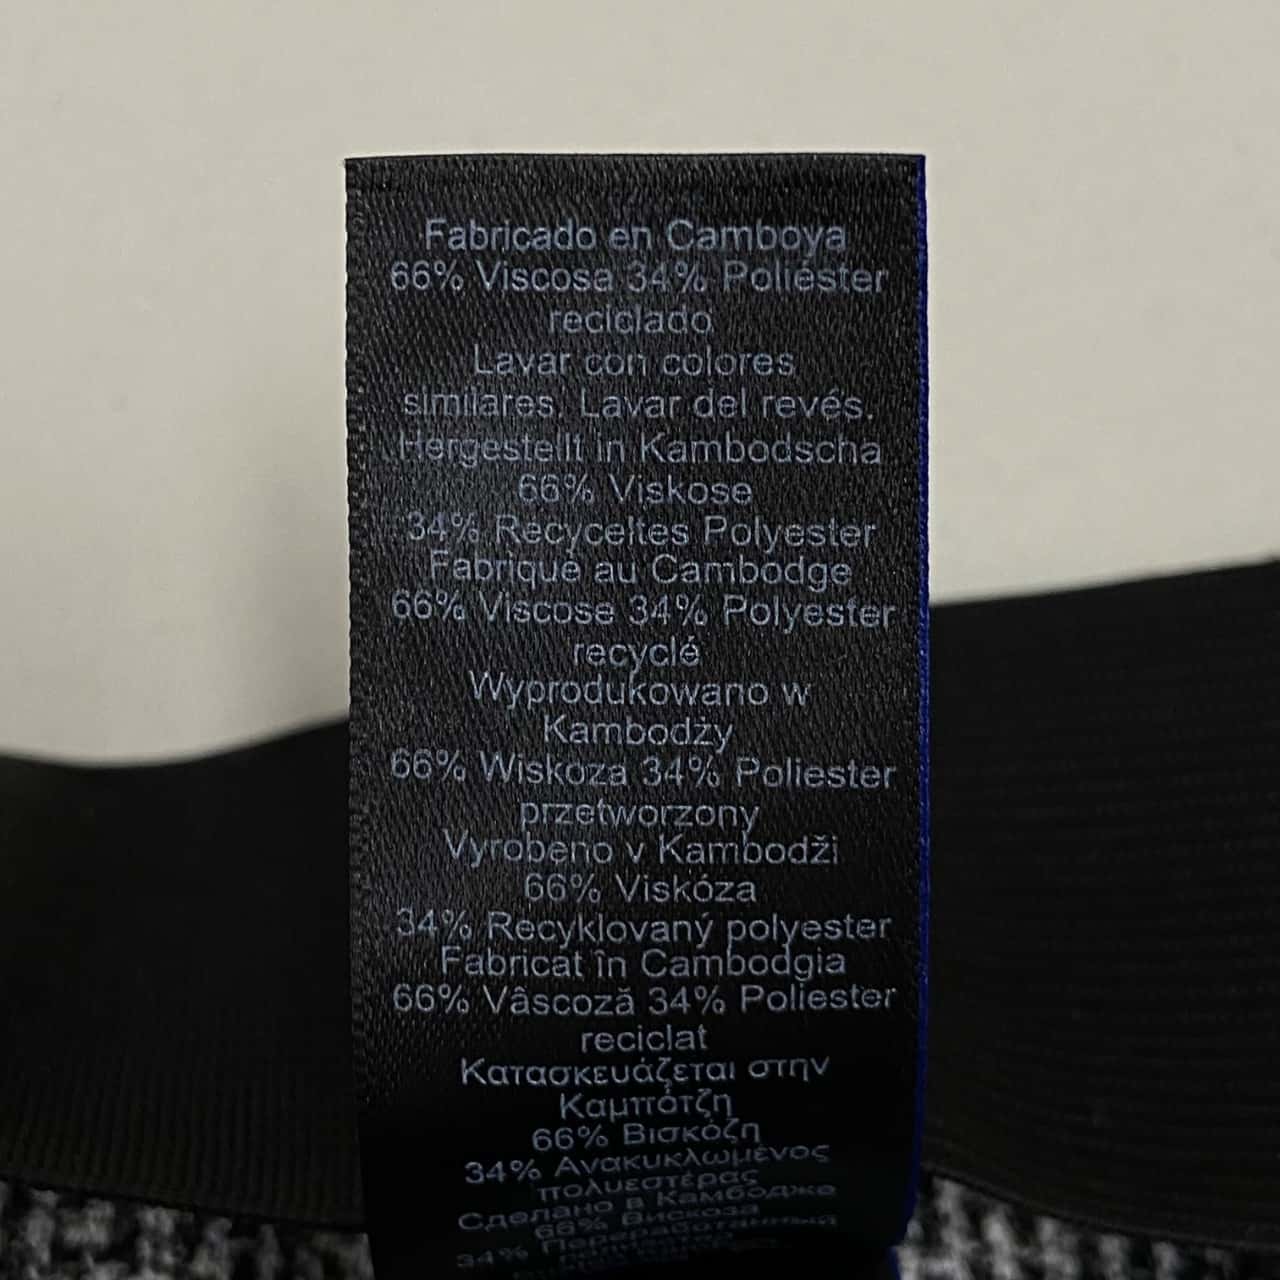 Fabricado en Camboya
66% Viscosa 34% Poliéster
reciclado
Lavar con colores
similares. Lavar del revés.
Hergestellt in Kambodscha
66% Viskose
34% Recyceltes Polyester
Fabriqué au Cambodge
66% Viscose 34% Polyester
recyclé
Wyprodukowano w
Kambodży
66% Wiskoza 34% Poliester
przetworzony
Vyrobeno v Kambodži
66% Viskóza
34% Recyklovaný polyester
Fabricat în Cambodgia
66% Vâscoză 34% Poliester
reciclat
Κατασκευάζεται στην
Καμπότζη
66% Βισκόζη
34% Ανακυκλωμένος
πολυεστέρας
Сделано в Камбодже
66% Вискоза
34% Переработанный